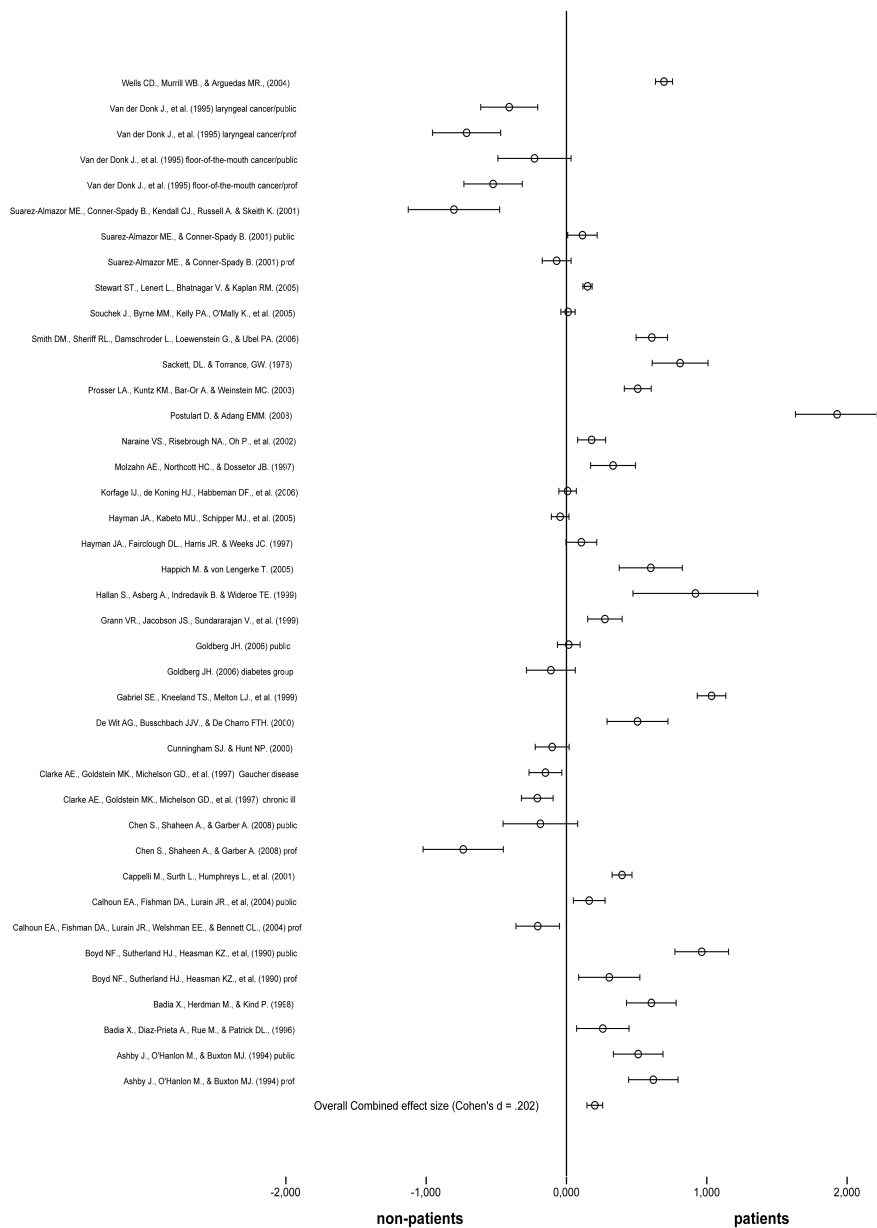 Wells CD., Murrill WB., & Arguedas MR., (2004)
Van der Donk J., et al. (1995) laryngeal cancer/public
Van der Donk J., et al. (1995) laryngeal cancer/prof
Van der Donk J., et al. (1995) floor-of-the-mouth cancer/public
Van der Donk J., et al. (1995) floor-of-the-mouth cancer/prof
Suarez-Almazor ME., Conner-Spady B., Kendall CJ., Russell A. & Skeith K. (2001)
Suarez-Almazor ME., & Conner-Spady B. (2001) public
Suarez-Almazor ME., & Conner-Spady B. (2001) prof
Stewart ST., Lenert L., Bhatnagar V. & Kaplan RM. (2005)
Souchek J., Byrne MM., Kelly PA., O'Mally K., et al. (2005)
Smith DM., Sheriff RL., Damschroder L., Loewenstein G., & Ubel PA. (2006)
Sackett, DL. & Torrance, GW. (1978)
Prosser LA., Kuntz KM., Bar-Or A. & Weinstein MC. (2003)
Postulart D. & Adang EMM. (2003)
Naraine VS., Risebrough NA., Oh P., et al. (2002)
Molzahn AE., Northcott HC., & Dossetor JB. (1997)
Korfage IJ., de Koning HJ., Habbeman DF., et al. (2006)
Hayman JA., Kabeto MU., Schipper MJ., et al. (2005)
Hayman JA., Fairclough DL., Harris JR. & Weeks JC. (1997)
Happich M. & von Lengerke T. (2005)
Hallan S., Asberg A., Indredavik B. & Wideroe TE. (1999)
Grann VR., Jacobson JS., Sundararajan V., et al. (1999)
Goldberg JH. (2006) public
Goldberg JH. (2006) diabetes group
Gabriel SE., Kneeland TS., Melton LJ., et al. (1999)
De Wit AG., Busschbach JJV., & De Charro FTH. (2000)
Cunningham SJ. & Hunt NP. (2000)
Clarke AE., Goldstein MK., Michelson GD., et al. (1997) Gaucher disease
Clarke AE., Goldstein MK., Michelson GD., et al. (1997) chronic ill
Chen S., Shaheen A., & Garber A. (2008) public
Chen S., Shaheen A., & Garber A. (2008) prof
Cappelli M., Surth L., Humphreys L., et al. (2001)
Calhoun EA., Fishman DA., Lurain JR., et al, (2004) public
Calhoun EA., Fishman DA., Lurain JR., Welshman EE., & Bennett CL., (2004) prof
Boyd NF., Sutherland HJ., Heasman KZ., et al, (1990) public
Boyd NF., Sutherland HJ., Heasman KZ., et al, (1990) prof
Badia X., Herdman M., & Kind P. (1998)
Badia X., Diaz-Prieta A., Rue M., & Patrick DL., (1996)
Ashby J., O'Hanlon M., & Buxton MJ. (1994) public
Ashby J., O'Hanlon M., & Buxton MJ. (1994) prof
Overall Combined effect size (Cohen's d = .202)
-2,000 -1,000 0,000 1,000 2,000
non-patients patients